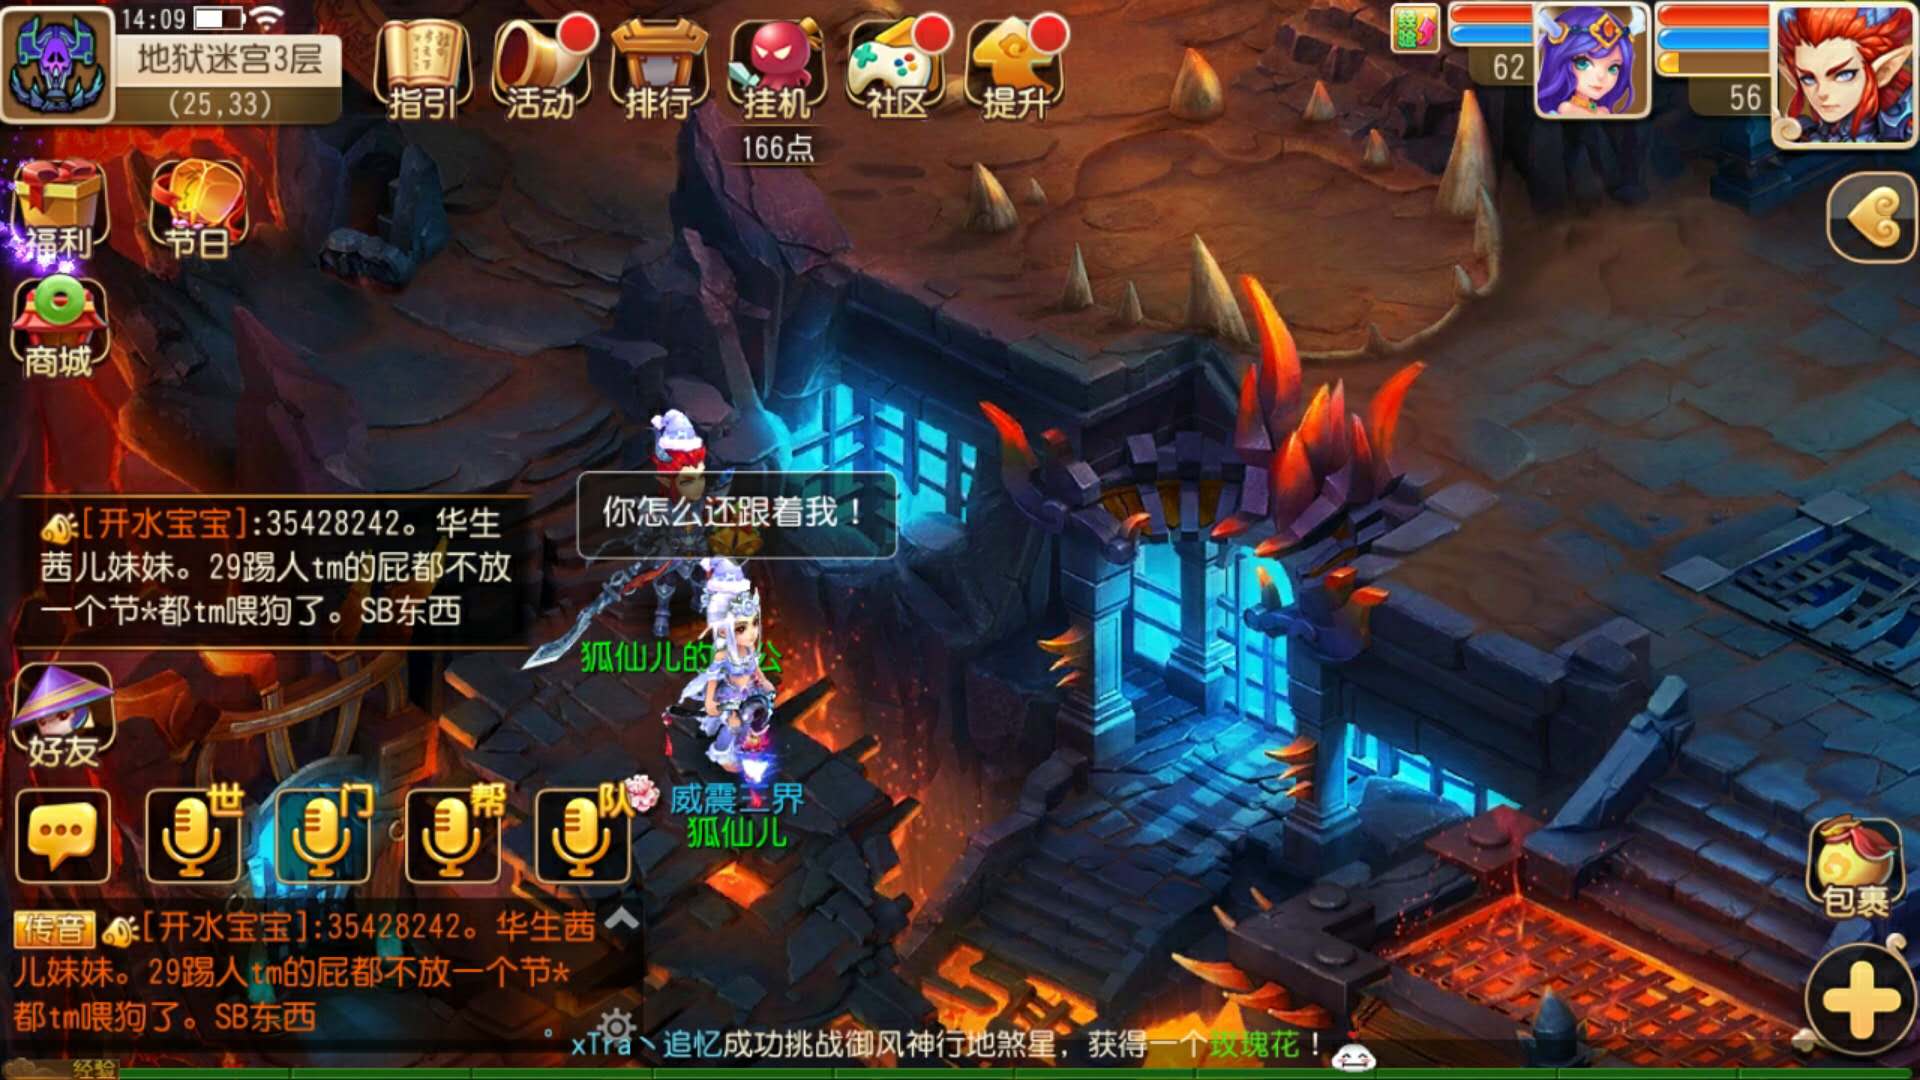 14:09
地狱迷宫3层
(25,33)
指引
活动
排行
挂机
社区
提升
166点
经验
62
56
福利
节日
商城
[开水宝宝]:35428242。华生
茜儿妹妹。29踢人tm的屁都不放
一个节*都tm喂狗了。SB东西
你怎么还跟着我！
狐仙儿的 公
好友
世
门
帮
队
威震三界
狐仙儿
包裹
传音 [开水宝宝]:35428242。华生茜
儿妹妹。29踢人tm的屁都不放一个节*
都tm喂狗了。SB东西
xTra丶追忆成功挑战御风神行地煞星，获得一个玫瑰花！
经验